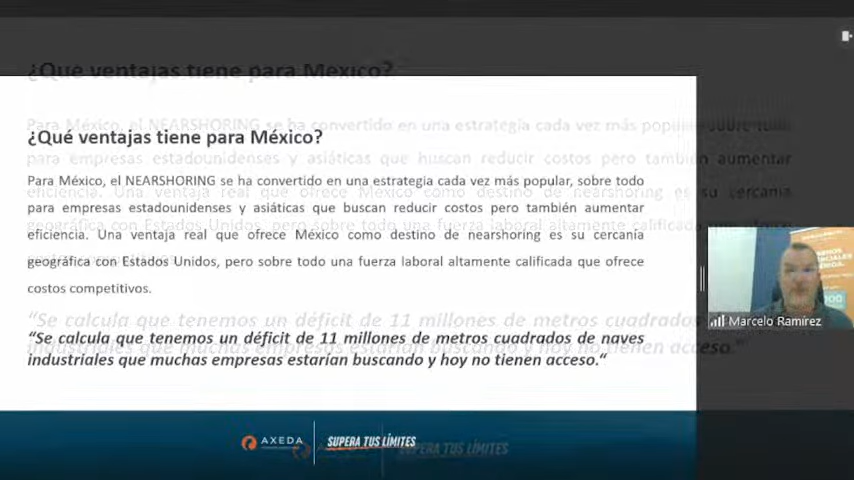 ¿Qué ventajas tiene para México?
Para México, el NEARSHORING se ha convertido en una estrategia cada vez más popular, sobre todo
para empresas estadounidenses y asiáticas que buscan reducir costos pero también aumentar
eficiencia. Una ventaja real que ofrece México como destino de nearshoring es su cercanía
geográfica con Estados Unidos, pero sobre todo una fuerza laboral altamente calificada que ofrece
costos competitivos.
“Se calcula que tenemos un déficit de 11 millones de metros cuadrados de naves
industriales que muchas empresas estarían buscando y hoy no tienen acceso.“
AXEDA
SUPERA TUS LÍMITES
Marcelo Ramírez